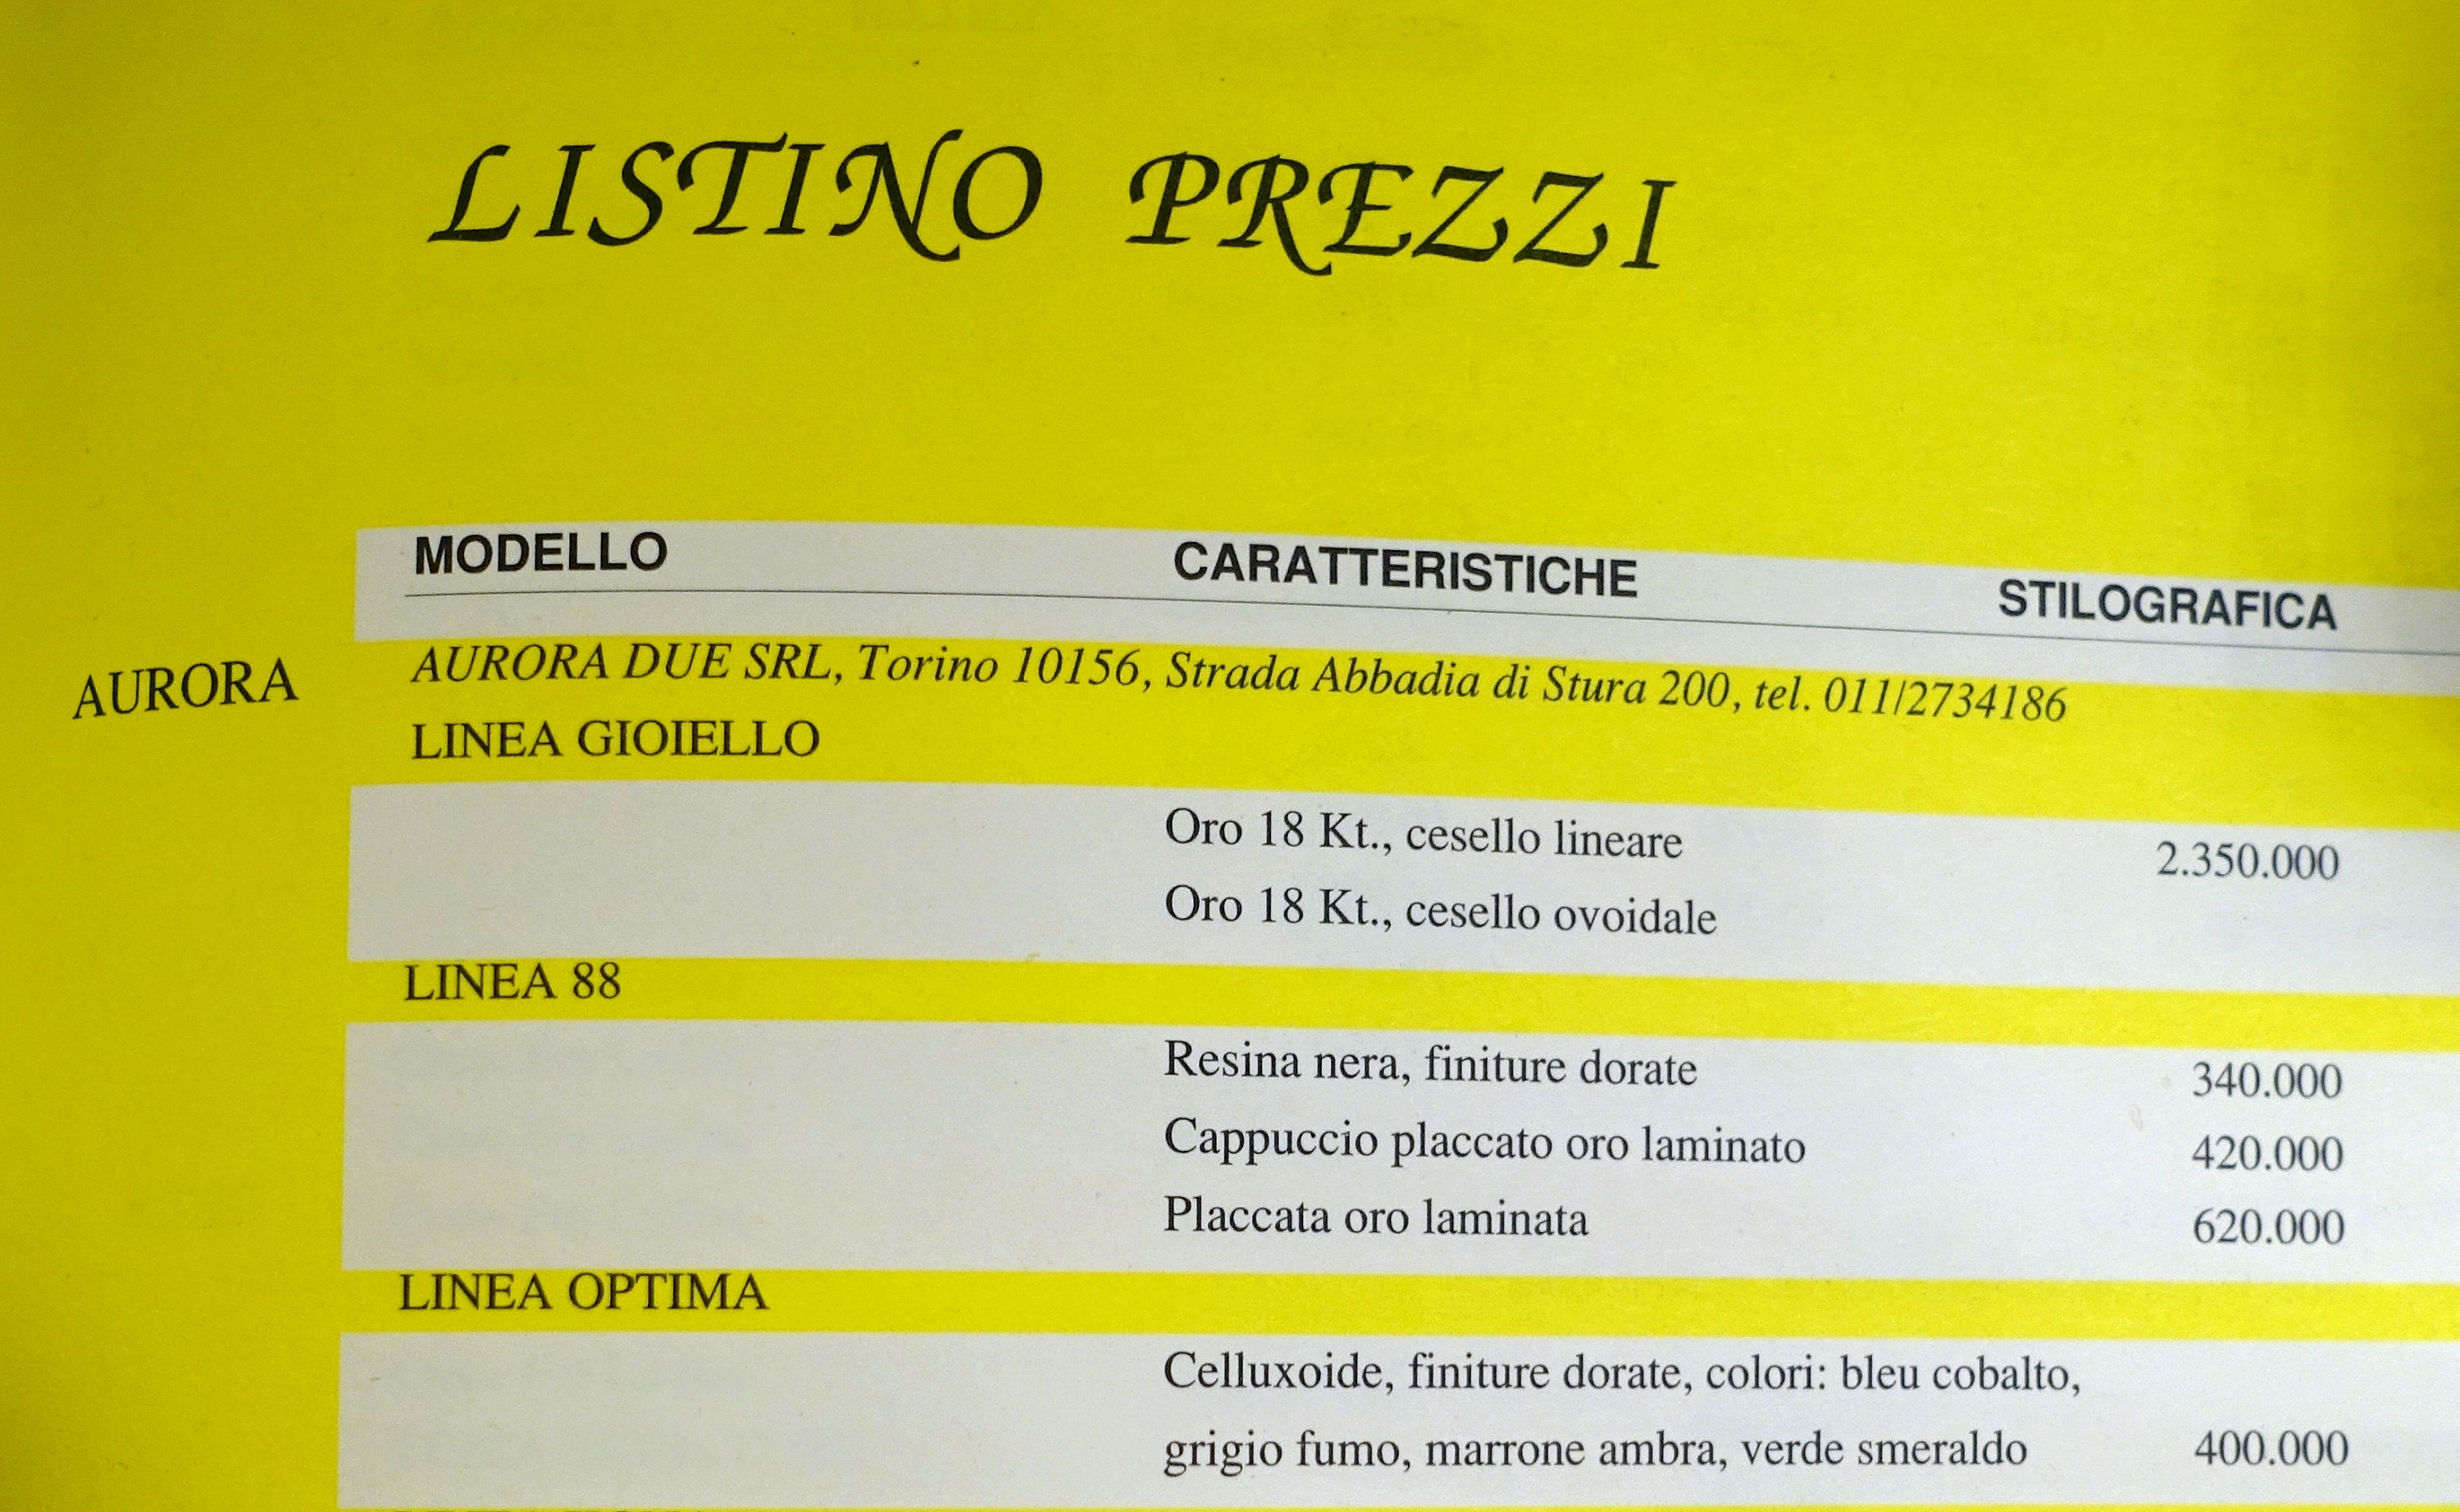 LISTINO PREZZI
MODELLO CARATTERISTICHE STILOGRAFICA
AURORA AURORA DUE SRL, Torino 10156, Strada Abbadia di Stura 200, tel. 011/2734186
LINEA GIOIELLO
Oro 18 Kt., cesello lineare 2.350.000
Oro 18 Kt., cesello ovoidale
LINEA 88
Resina nera, finiture dorate 340.000
Cappuccio placcato oro laminato 420.000
Placcata oro laminata 620.000
LINEA OPTIMA
Celluxoide, finiture dorate, colori: bleu cobalto,
grigio fumo, marrone ambra, verde smeraldo 400.000